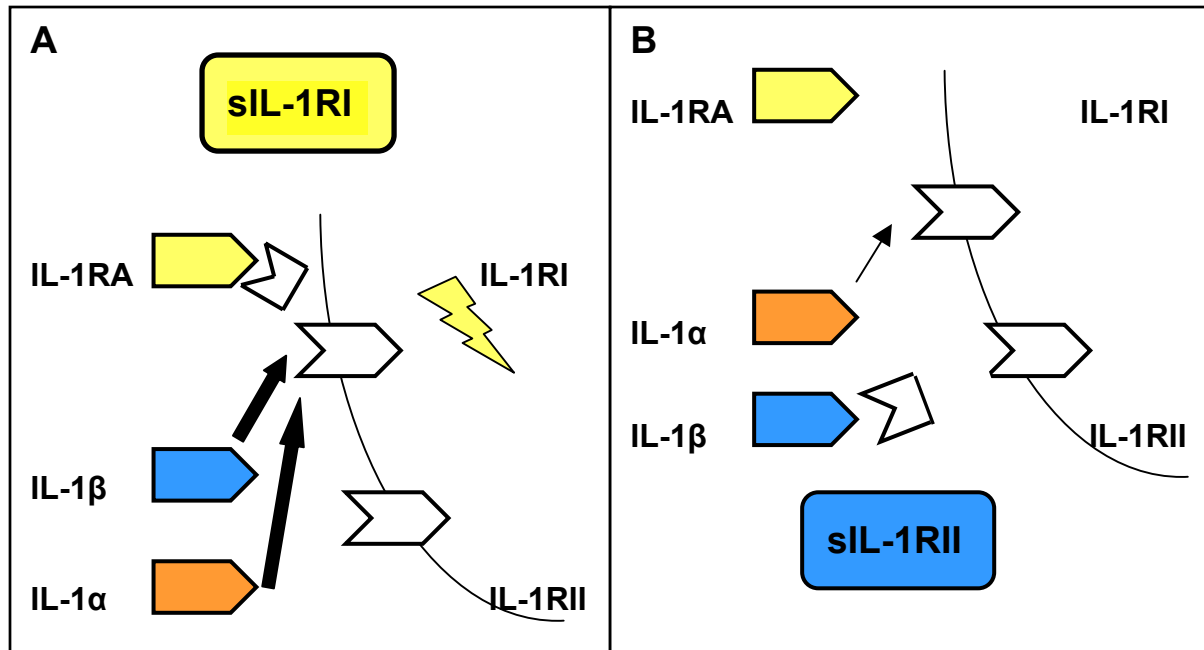 A
sIL-1RI
IL-1RA
IL-1RI
IL-1β
IL-1α
IL-1RII
B
IL-1RA
IL-1RI
IL-1α
IL-1β
IL-1RII
sIL-1RII